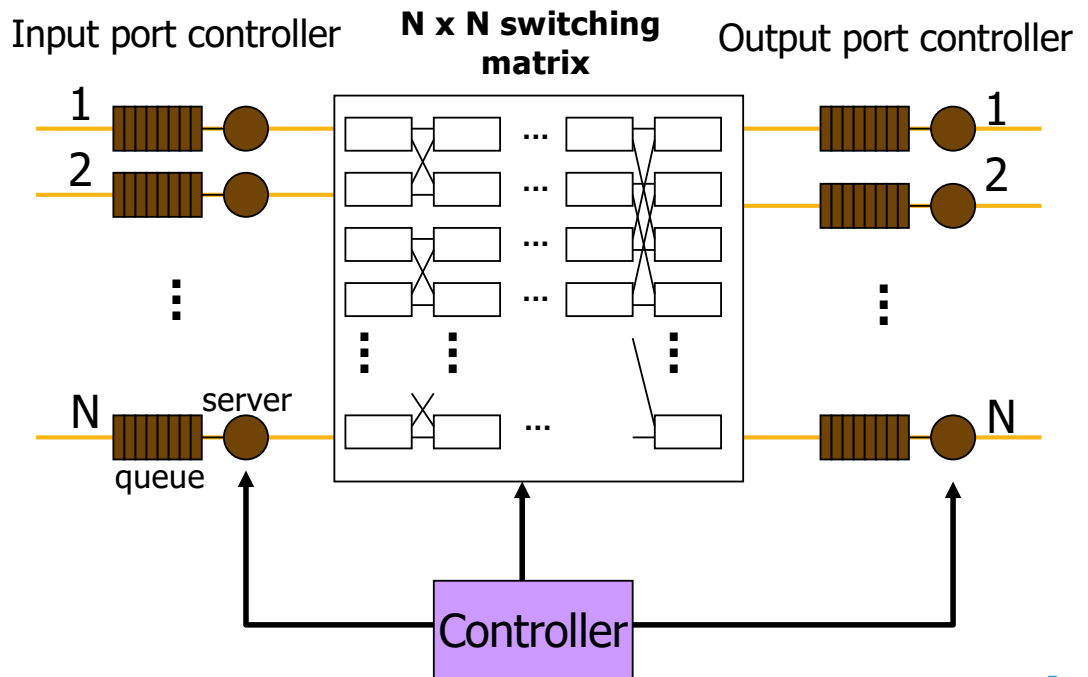 Input port controller
N x N switching
matrix
Output port controller
1
1
2
2
...
...
...
...
N
server
...
N
queue
Controller